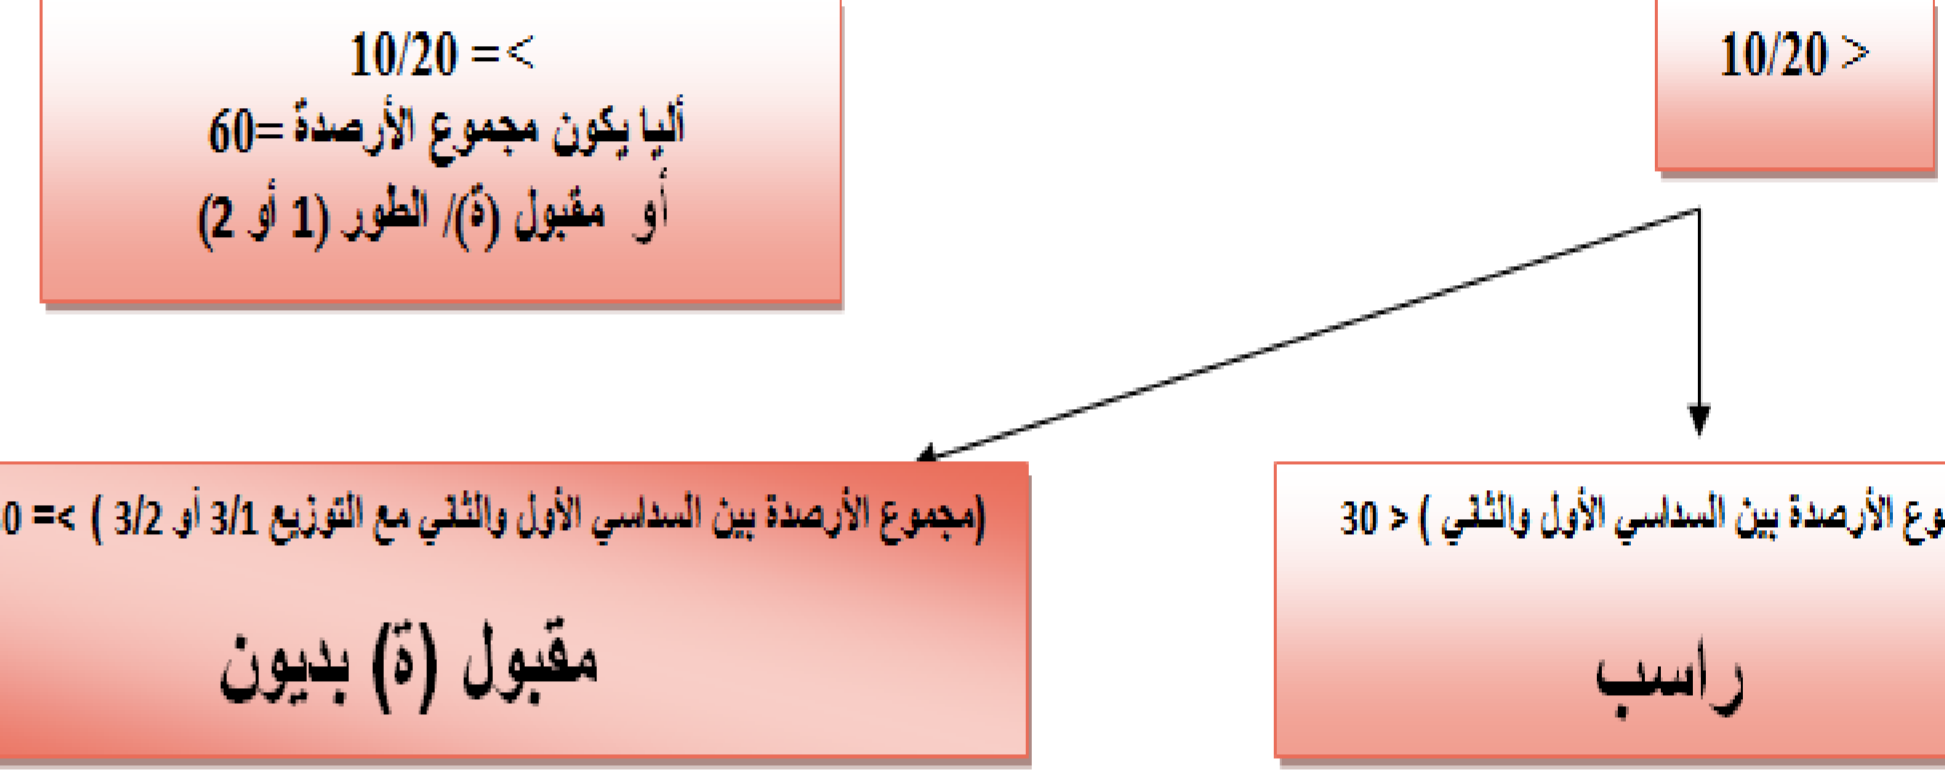 10/20 >
10/20 =<
أليا يكون مجموع الأرصدة =60
أو مقبول (ة)/ الطور (1 أو 2)
الأرصدة بين السداسي الأول والثاني ) < 30
راسب
(مجموع الأرصدة بين السداسي الأول والثاني مع التوزيع 3/1 أو 3/2 ) >=
مقبول (ة) بديون